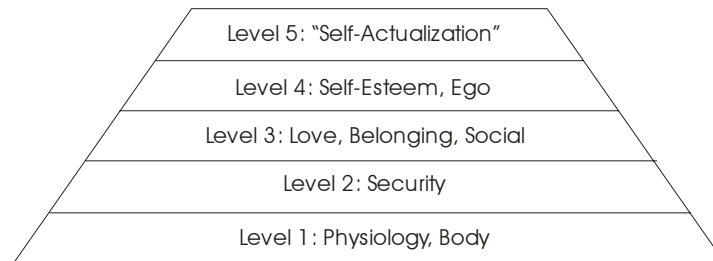 Level 5: “Self-Actualization”
Level 4: Self-Esteem, Ego
Level 3: Love, Belonging, Social
Level 2: Security
Level 1: Physiology, Body